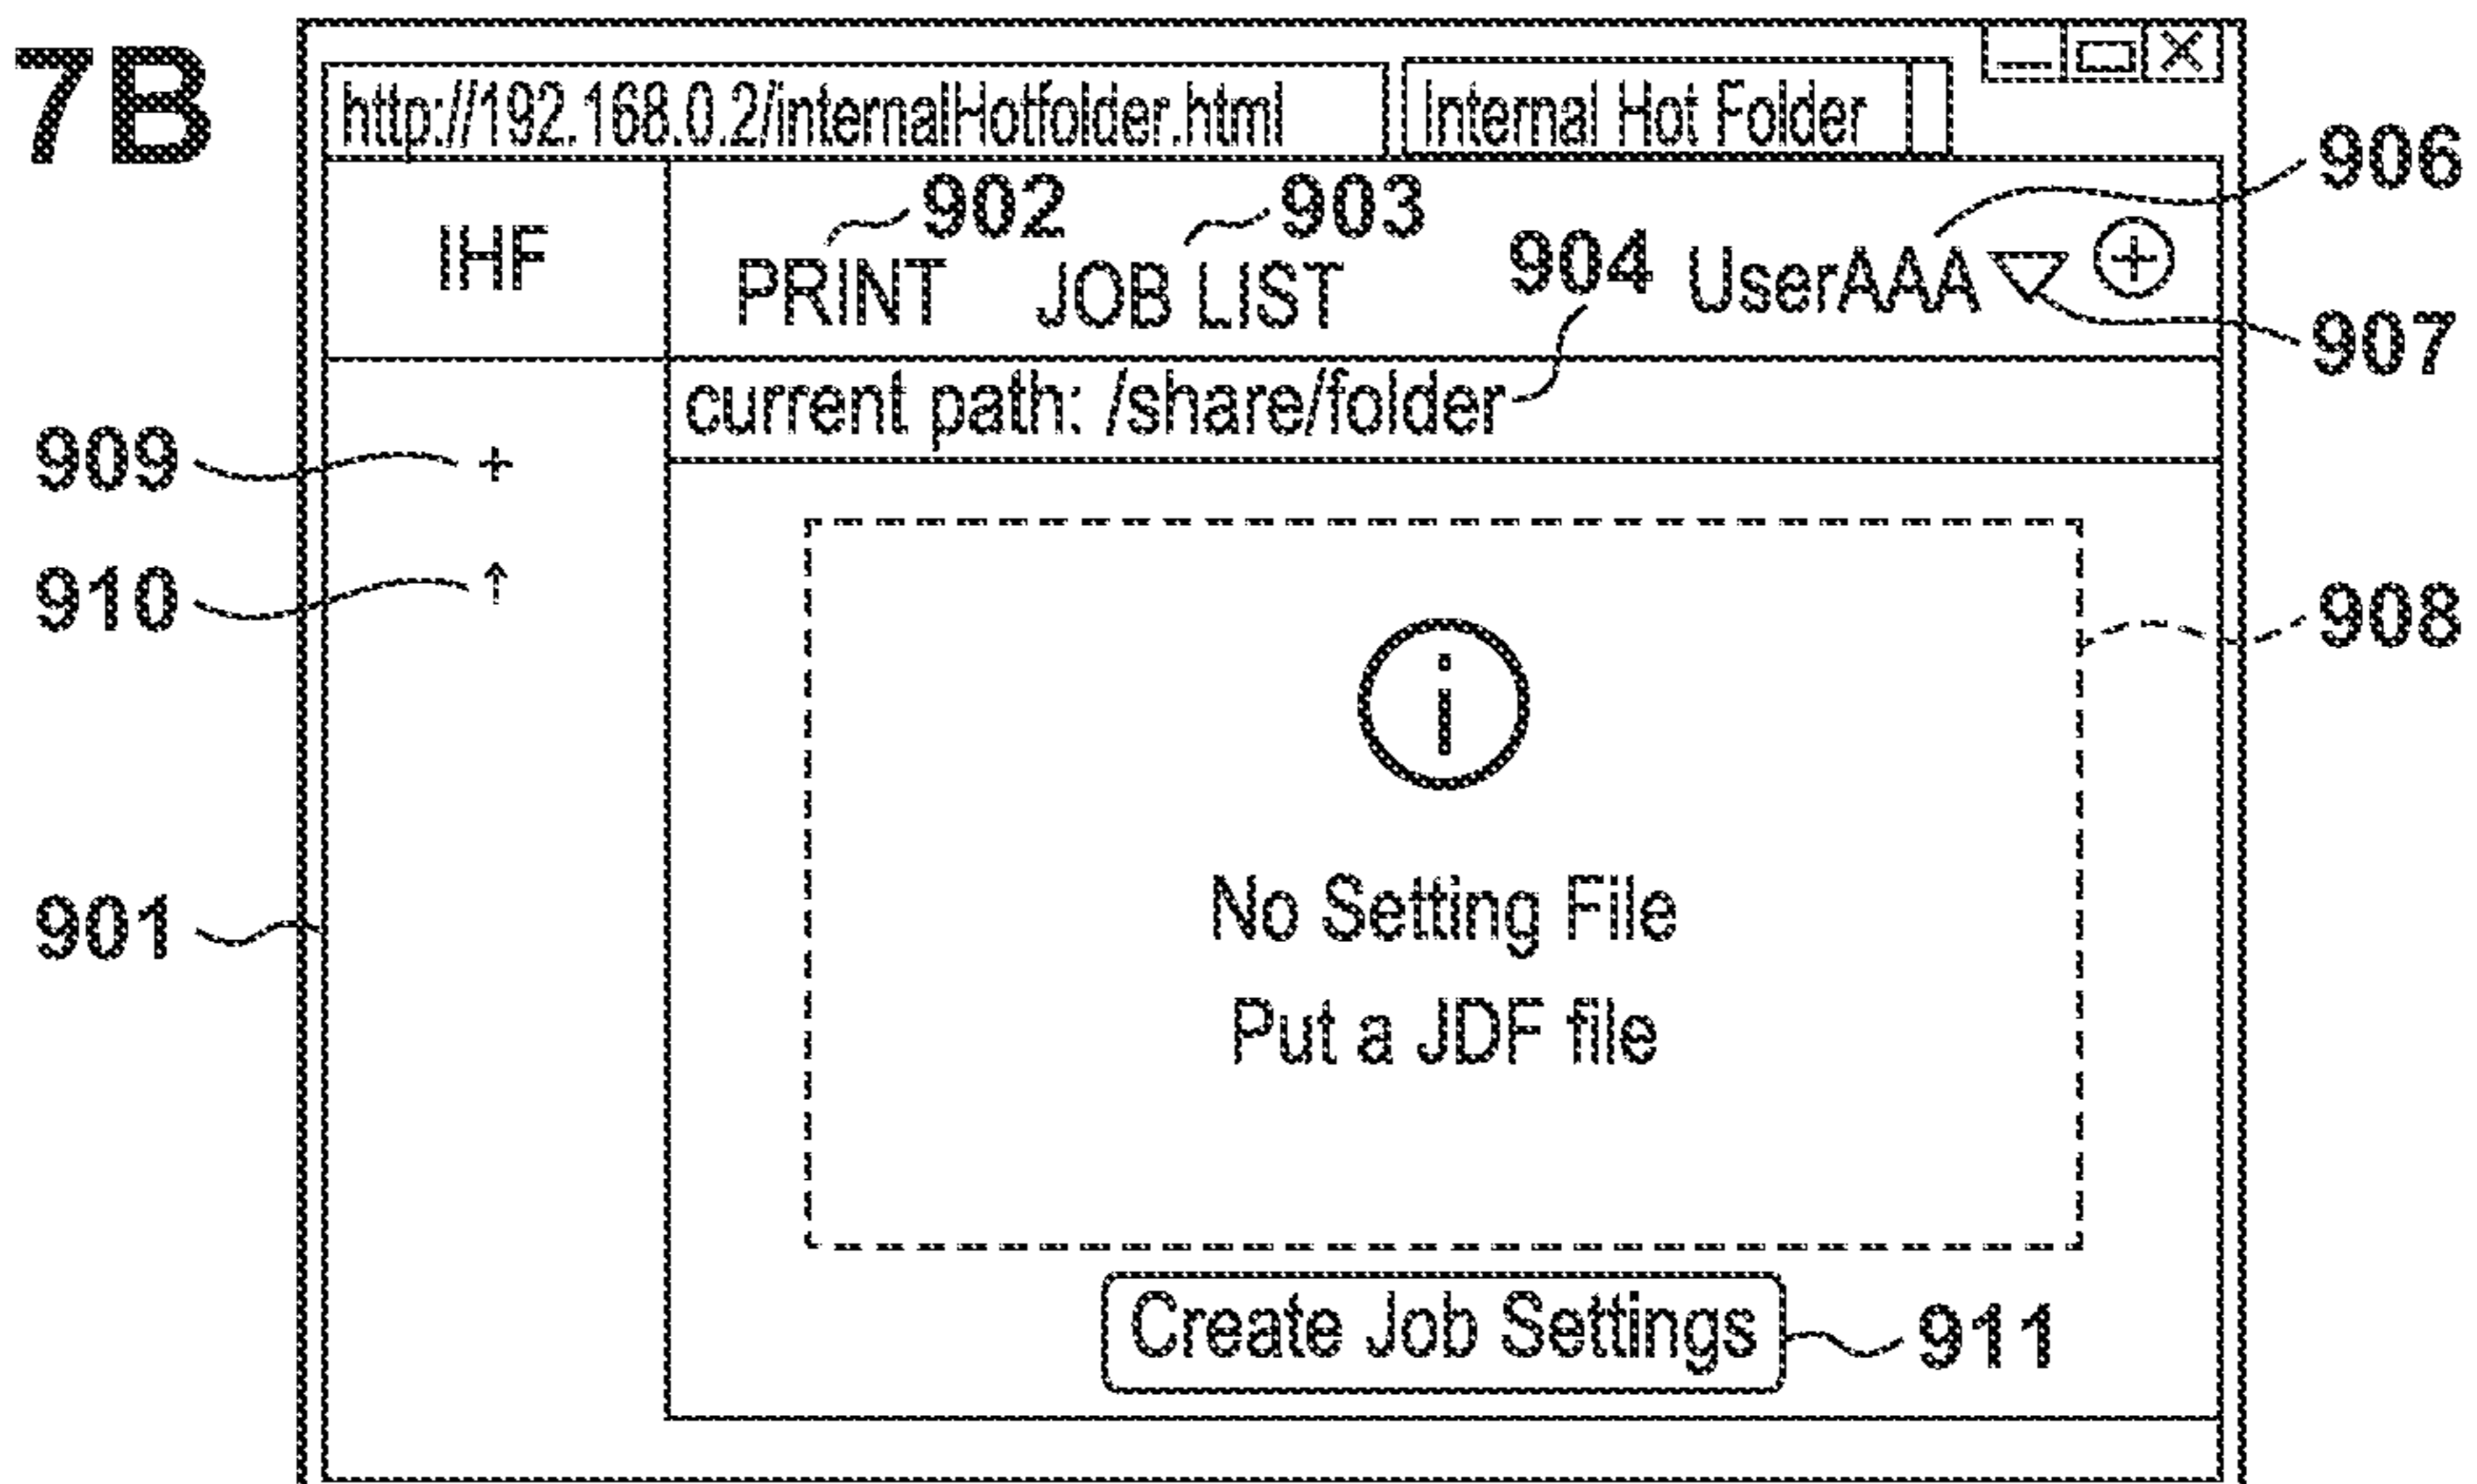 7B
http://192.168.0.2/internalHotfolder.html
Internal Hot Folder
906
902
903
IHF
PRINT
JOB LIST
904
UserAAA
907
current path: /share/folder
909
910
908
i
No Setting File
Put a JDF file
901
Create Job Settings
911